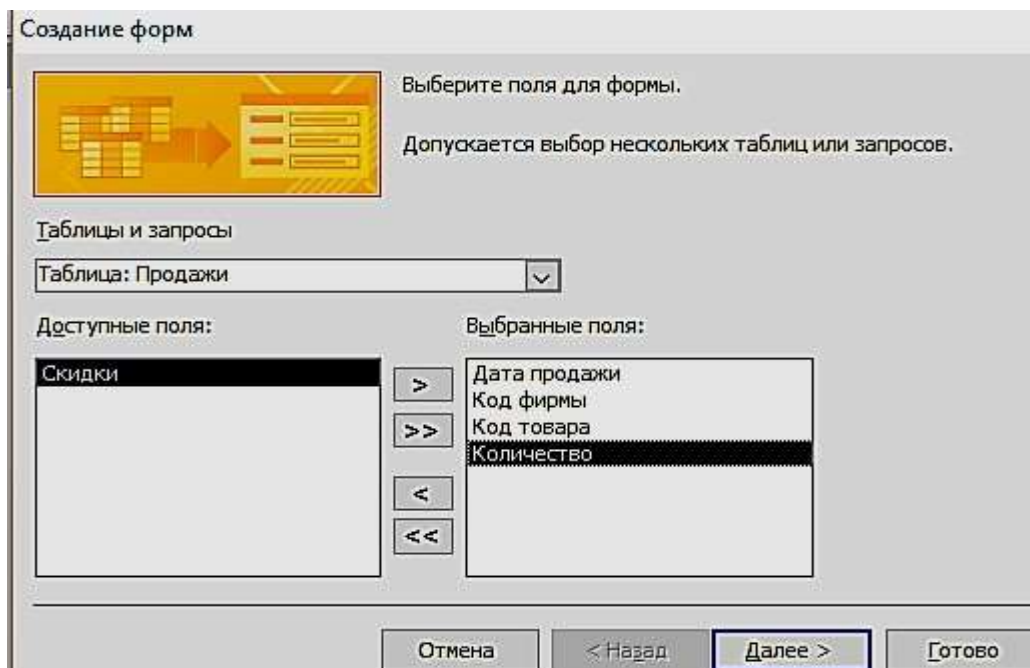 Создание форм
Выберите поля для формы.
Допускается выбор нескольких таблиц или запросов.
Таблицы и запросы
Таблица: Продажи
Доступные поля:
Выбранные поля:
Скидки
>
>>
<
<<
Дата продажи
Код фирмы
Код товара
Количество
Отмена
< Назад
Далее >
Готово